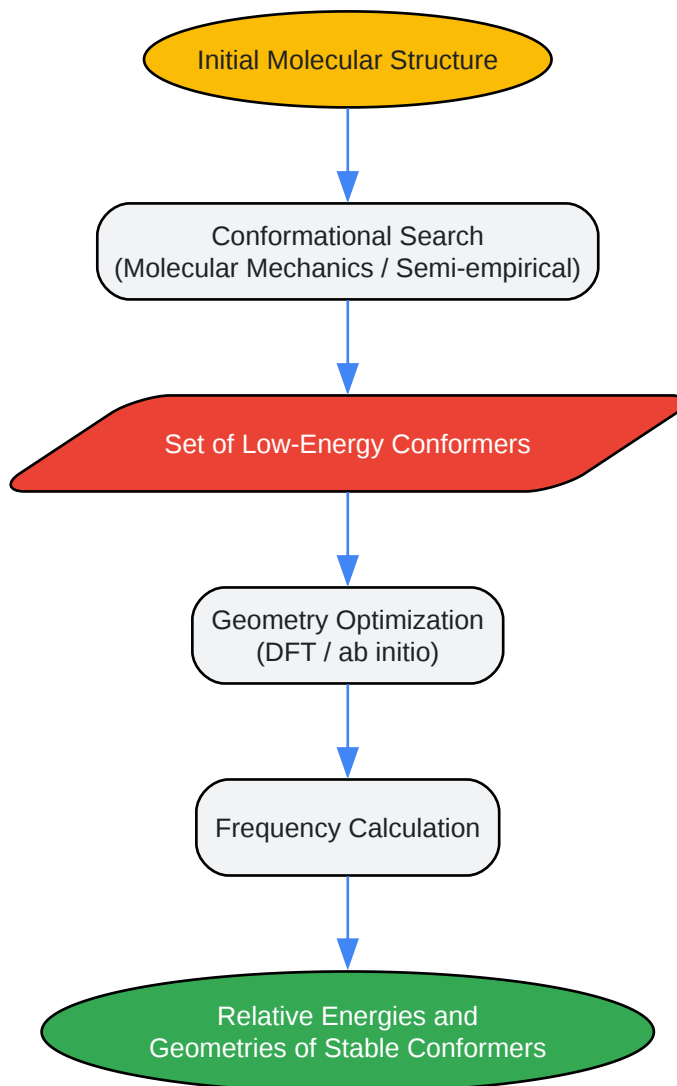 Initial Molecular Structure
Conformational Search
(Molecular Mechanics / Semi-empirical)
Set of Low-Energy Conformers
Geometry Optimization
(DFT / ab initio)
Frequency Calculation
Relative Energies and
Geometries of Stable Conformers